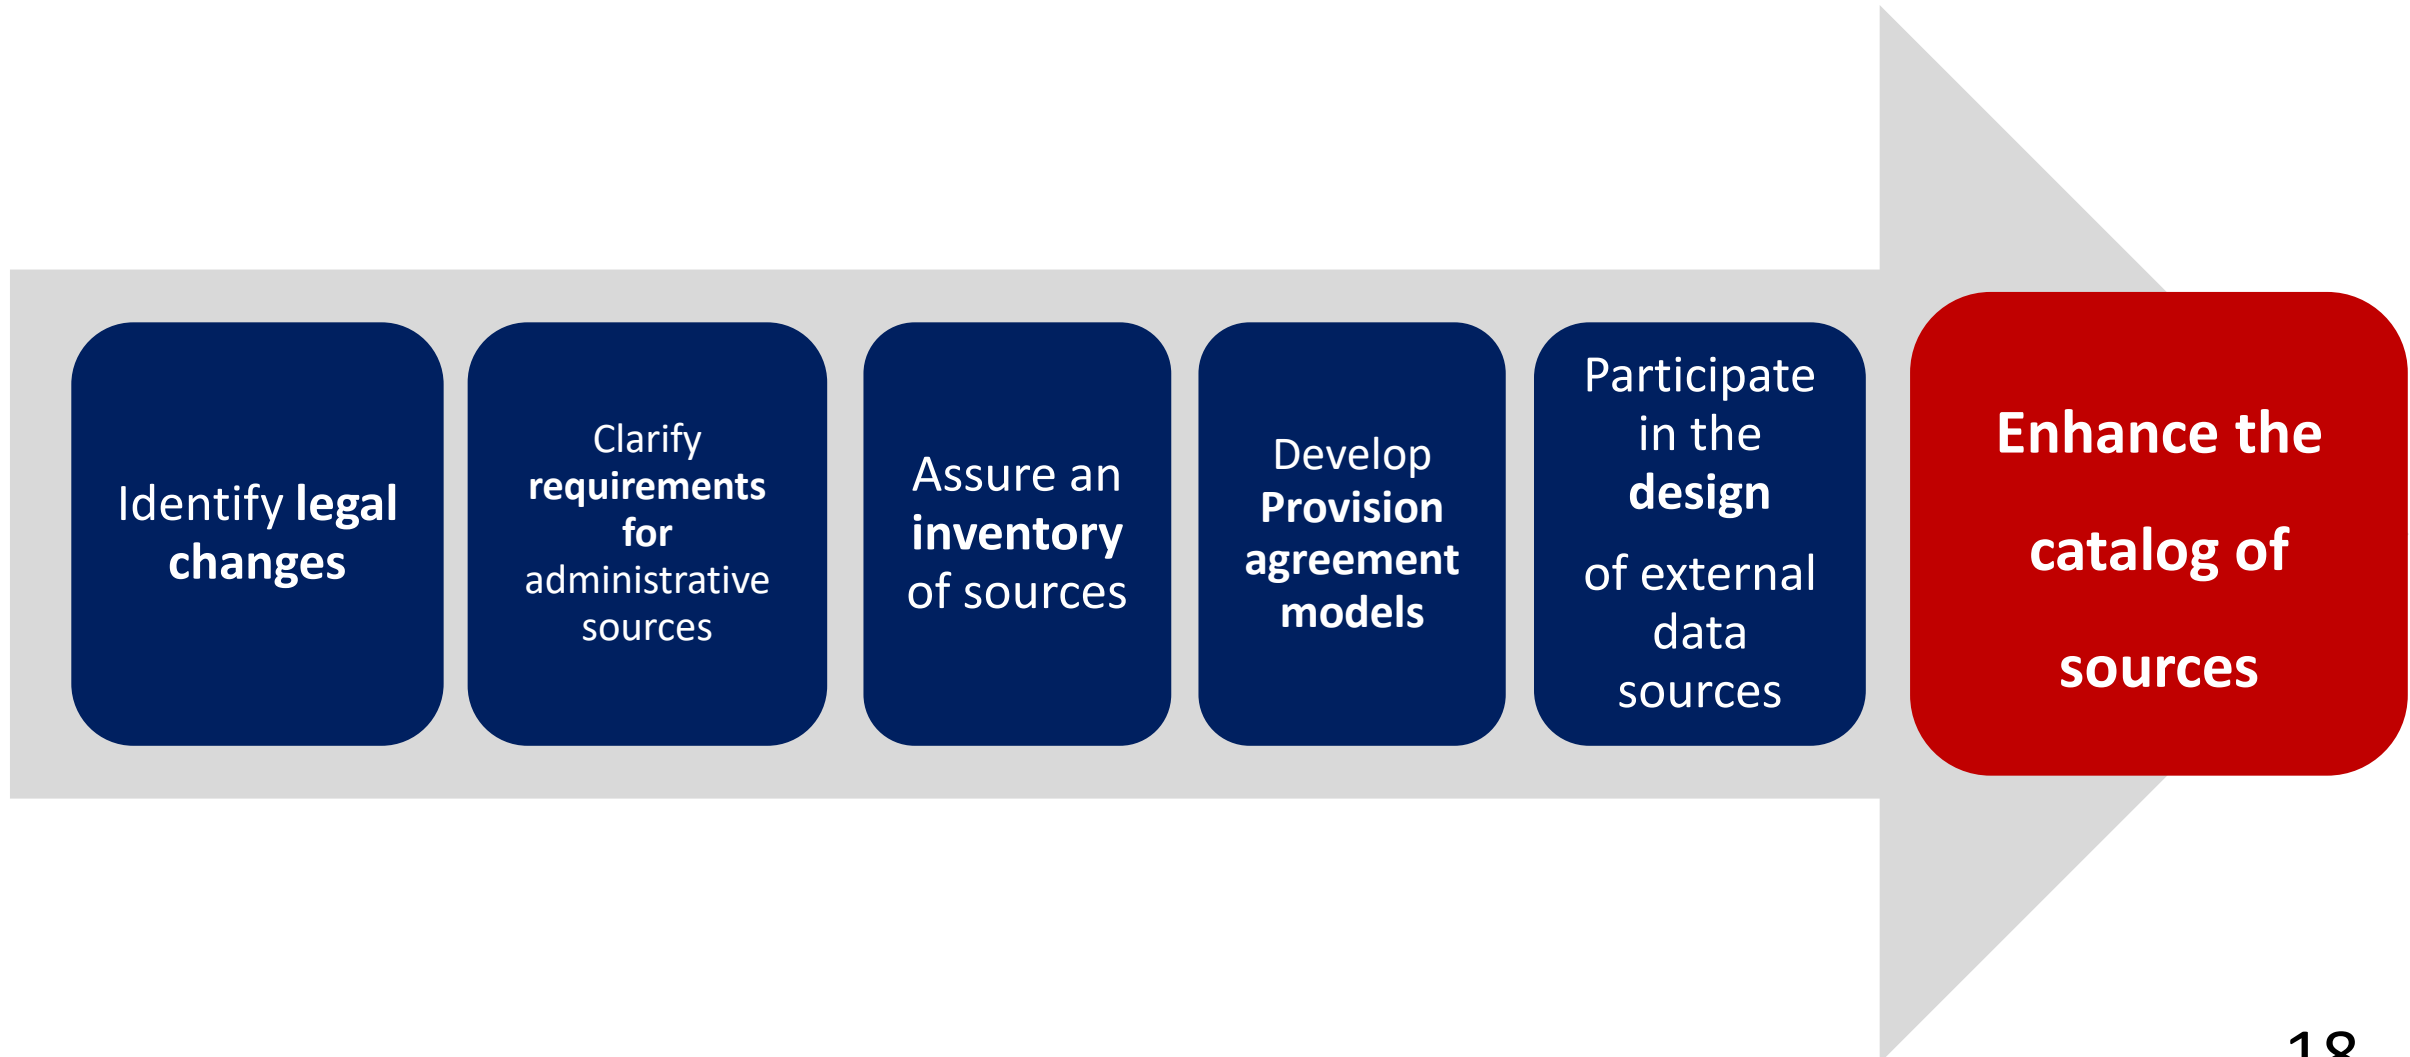 Identify legal
changes
Clarify
requirements
for
administrative
sources
Assure an
inventory
of sources
Develop
Provision
agreement
models
Participate
in the
design
of external
data
sources
Enhance the
catalog of
sources
18